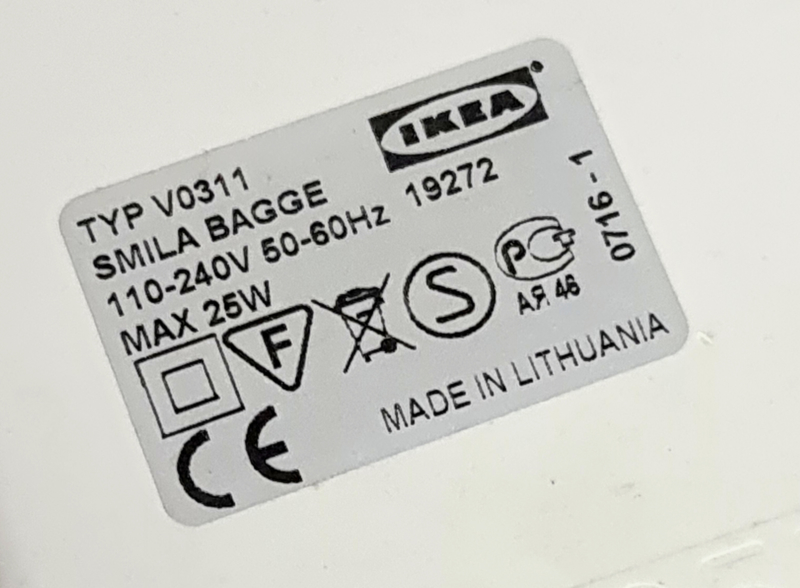 IKEA
19272
TYP V0311
SMILA BAGGE
110-240V 50-60Hz
MAX 25W
0716-1
F
S
PC
АЯ 46
CE
MADE IN LITHUANIA